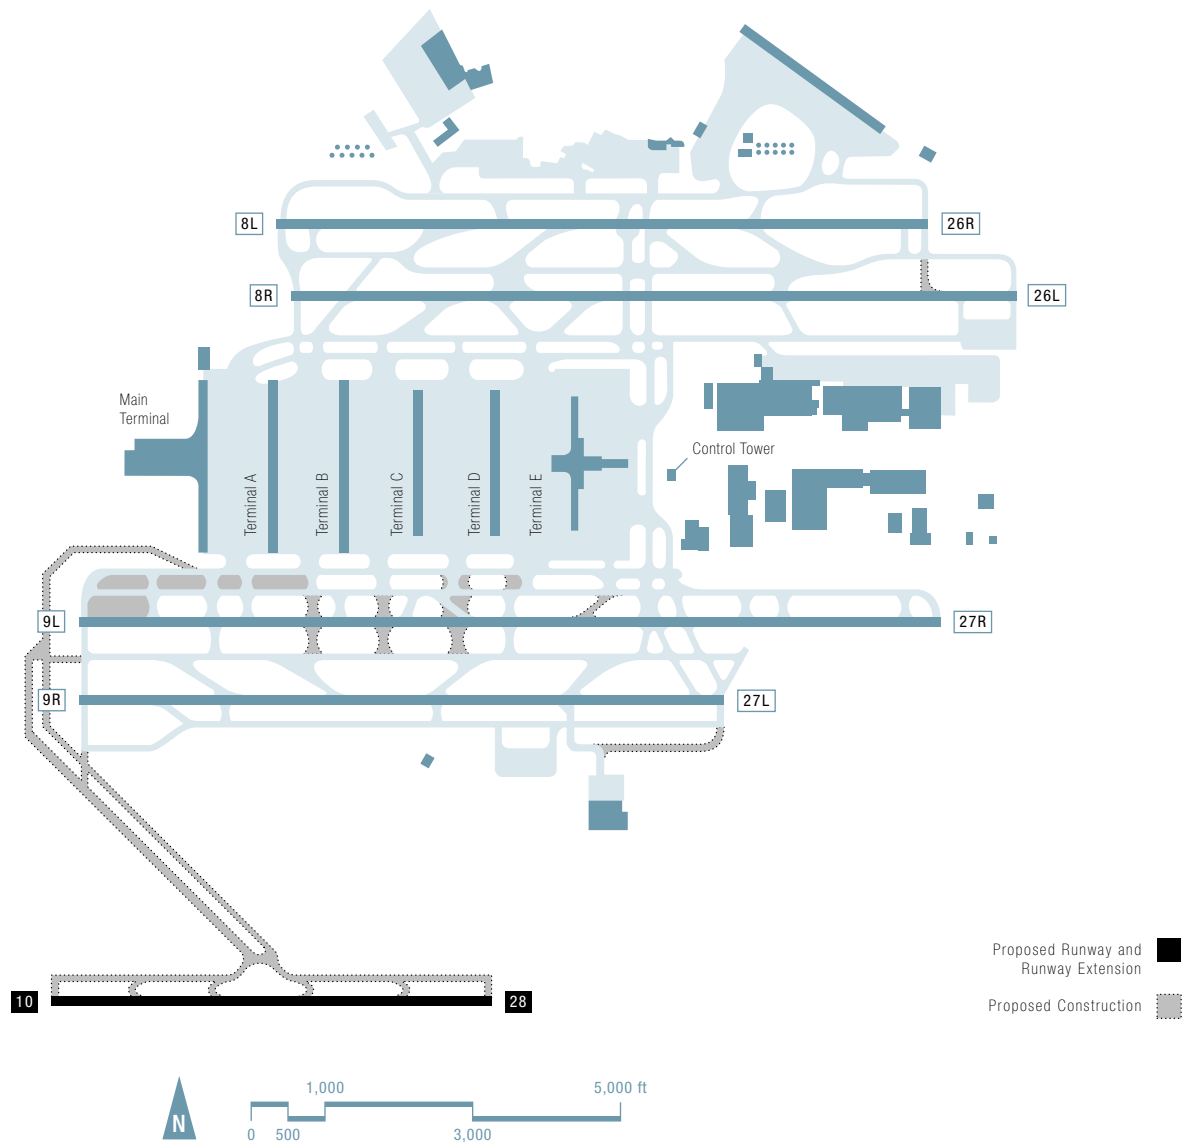 8L
26R
8R
26L
Main
Terminal
Control Tower
Terminal A
Terminal B
Terminal C
Terminal D
Terminal E
9L
27R
9R
27L
Proposed Runway and
Runway Extension
10
28
Proposed Construction
1,000
5,000 ft
N
0
500
3,000